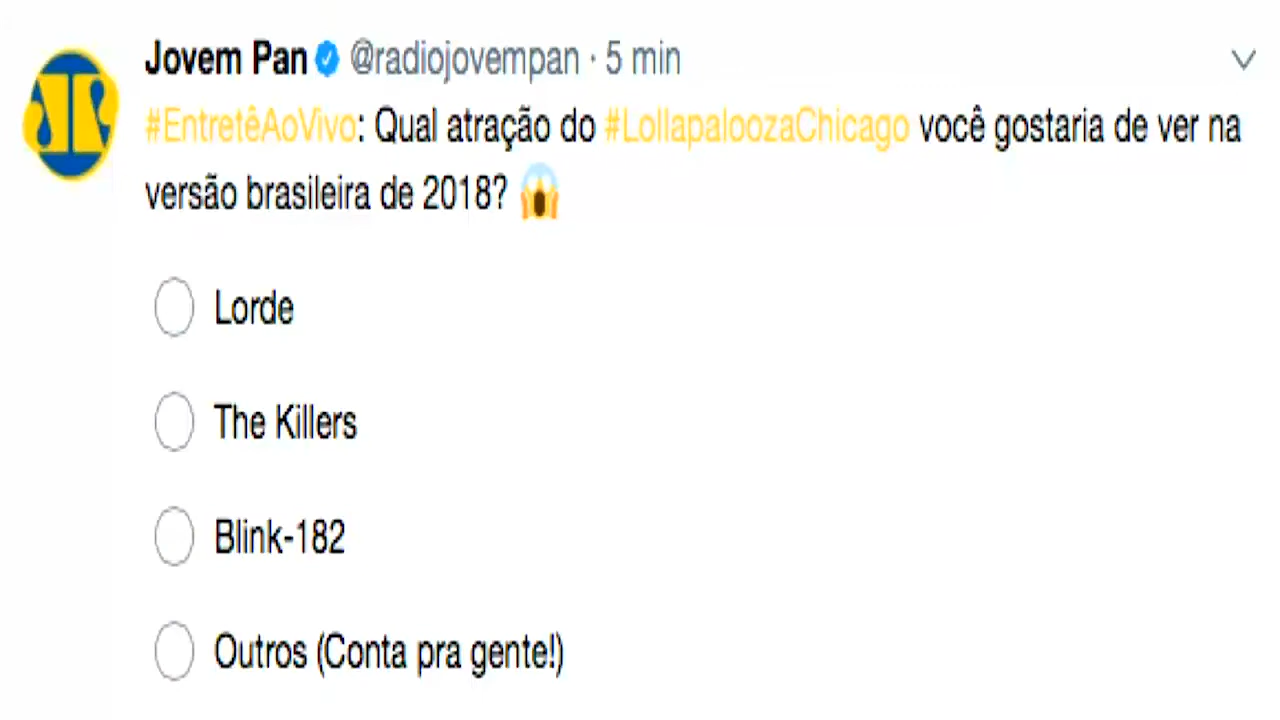 Jovem Pan @radiojovempan · 5 min
#EntretêAoVivo: Qual atração do #LollapaloozaChicago você gostaria de ver na
versão brasileira de 2018? 😱
Lorde
The Killers
Blink-182
Outros (Conta pra gente!)